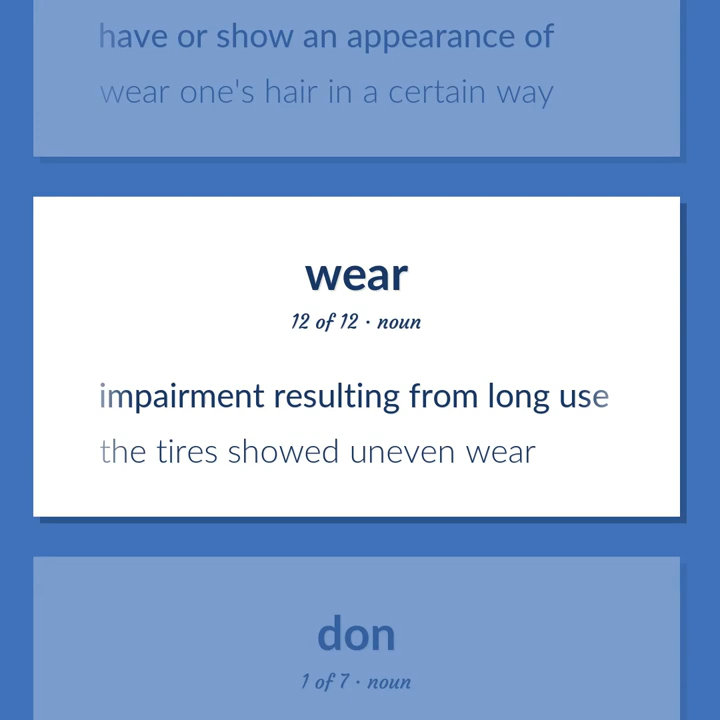 have or show an appearance of
wear one's hair in a certain way
wear
12 of 12 · noun
impairment resulting from long use
the tires showed uneven wear
don
1 of 7 · noun